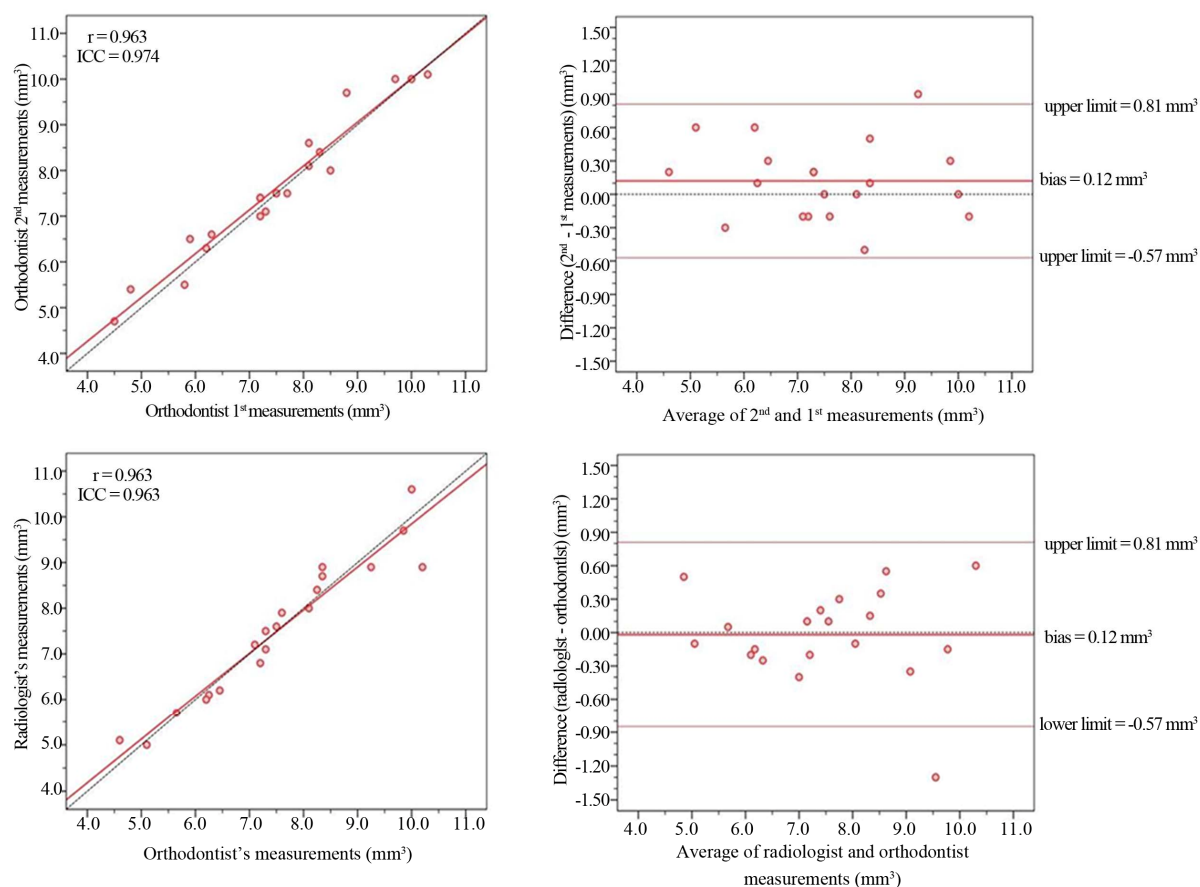 r = 0.963
ICC = 0.974
Orthodontist 2nd measurements (mm³)
11.0
10.0
9.0
8.0
7.0
6.0
5.0
4.0
4.0 5.0 6.0 7.0 8.0 9.0 10.0 11.0
Orthodontist 1st measurements (mm³)
Difference (2nd - 1st measurements) (mm³)
1.50
1.20
0.90
0.60
0.30
0.00
-0.30
-0.60
-0.90
-1.20
-1.50
upper limit = 0.81 mm³
bias = 0.12 mm³
upper limit = -0.57 mm³
4.0 5.0 6.0 7.0 8.0 9.0 10.0 11.0
Average of 2nd and 1st measurements (mm³)
r = 0.963
ICC = 0.963
Radiologist's measurements (mm³)
11.0
10.0
9.0
8.0
7.0
6.0
5.0
4.0
4.0 5.0 6.0 7.0 8.0 9.0 10.0 11.0
Orthodontist's measurements (mm³)
Difference (radlologlst - orthodontlst) (mm³)
1.50
1.20
0.90
0.60
0.30
0.00
-0.30
-0.60
-0.90
-1.20
-1.50
upper limit = 0.81 mm³
bias = 0.12 mm³
lower limit = -0.57 mm³
4.0 5.0 6.0 7.0 8.0 9.0 10.0 11.0
Average of radiologist and orthodontist
measurements (mm³)